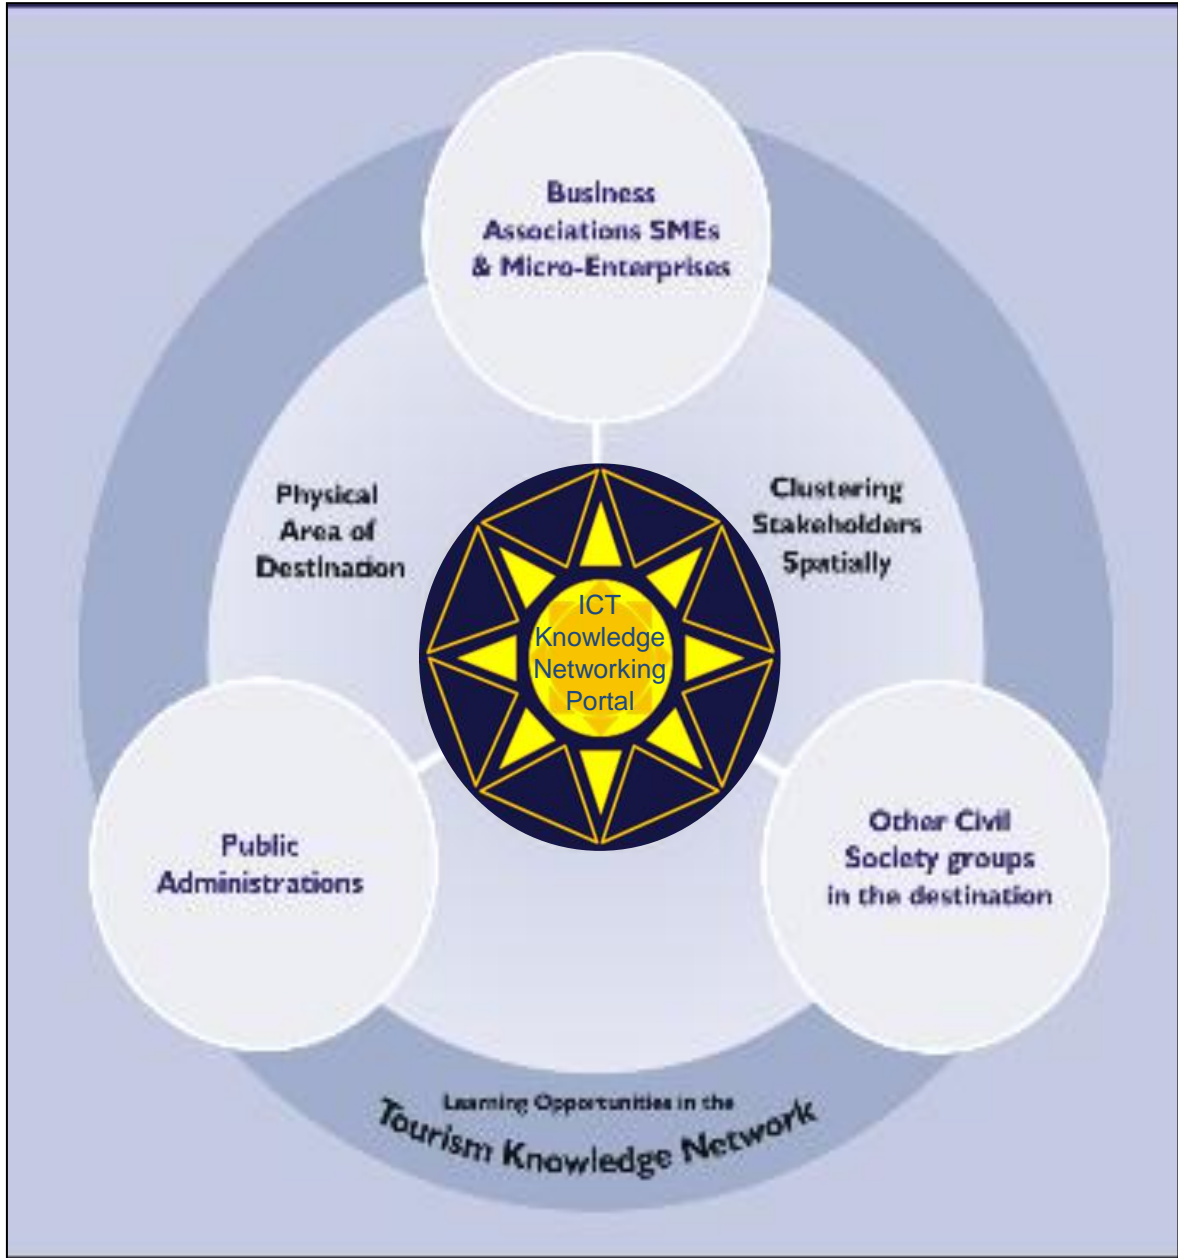 Business
Associations SMEs
& Micro-Enterprises
Physical
Area of
Destination
Clustering
Stakeholders
Spatially
ICT
Knowledge
Networking
Portal
Public
Administrations
Other Civil
Society groups
in the destination
Learning Opportunities in the
Tourism Knowledge Network